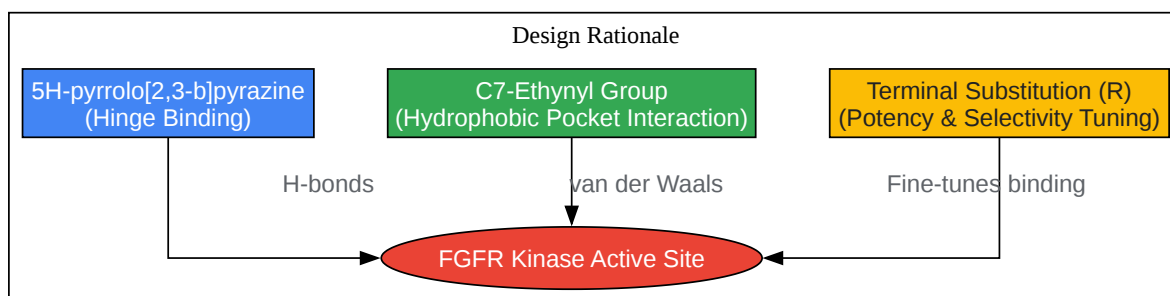 Design Rationale
5H-pyrrolo[2,3-b]pyrazine
(Hinge Binding)
C7-Ethynyl Group
(Hydrophobic Pocket Interaction)
Terminal Substitution (R)
(Potency & Selectivity Tuning)
H-bonds
van der Waals
Fine-tunes binding
FGFR Kinase Active Site